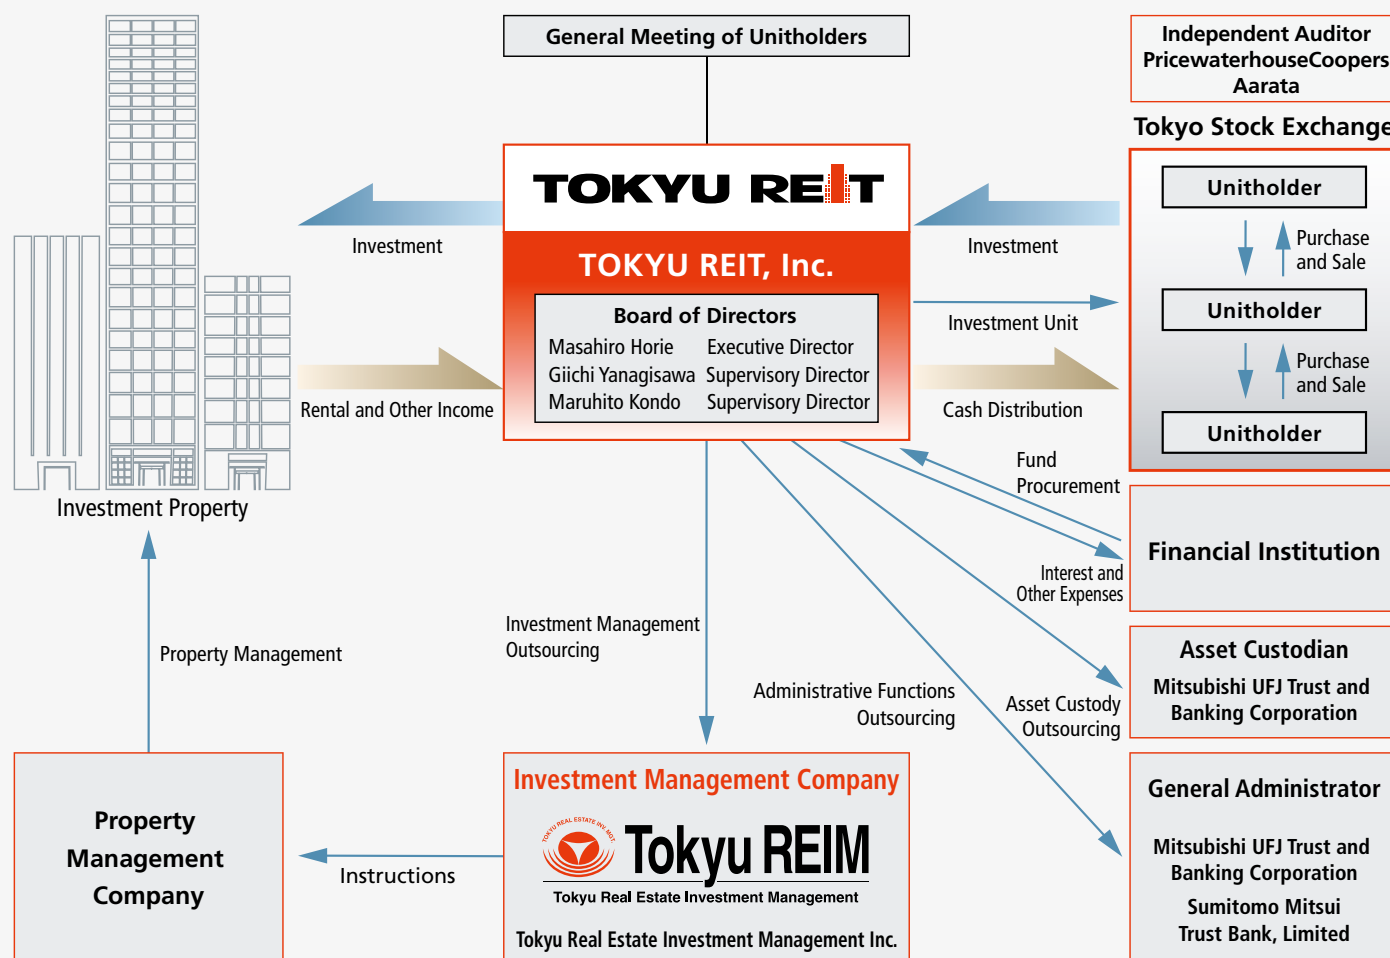 General Meeting of Unitholders
Independent Auditor
PricewaterhouseCoopers
Aarata
Tokyo Stock Exchange
TOKYU REIT
TOKYU REIT, Inc.
Board of Directors
Masahiro Horie Executive Director
Giichi Yanagisawa Supervisory Director
Maruhito Kondo Supervisory Director
Investment
Rental and Other Income
Investment Property
Investment
Investment Unit
Cash Distribution
Unitholder
Purchase
and Sale
Unitholder
Purchase
and Sale
Unitholder
Fund
Procurement
Interest and
Other Expenses
Financial Institution
Investment Management
Outsourcing
Property Management
Administrative Functions
Outsourcing
Asset Custody
Outsourcing
Asset Custodian
Mitsubishi UFJ Trust and
Banking Corporation
General Administrator
Mitsubishi UFJ Trust and
Banking Corporation
Sumitomo Mitsui
Trust Bank, Limited
Property
Management
Company
Instructions
Investment Management Company
TOKYU REAL ESTATE INV. MGT.
Tokyu REIM
Tokyu Real Estate Investment Management
Tokyu Real Estate Investment Management Inc.